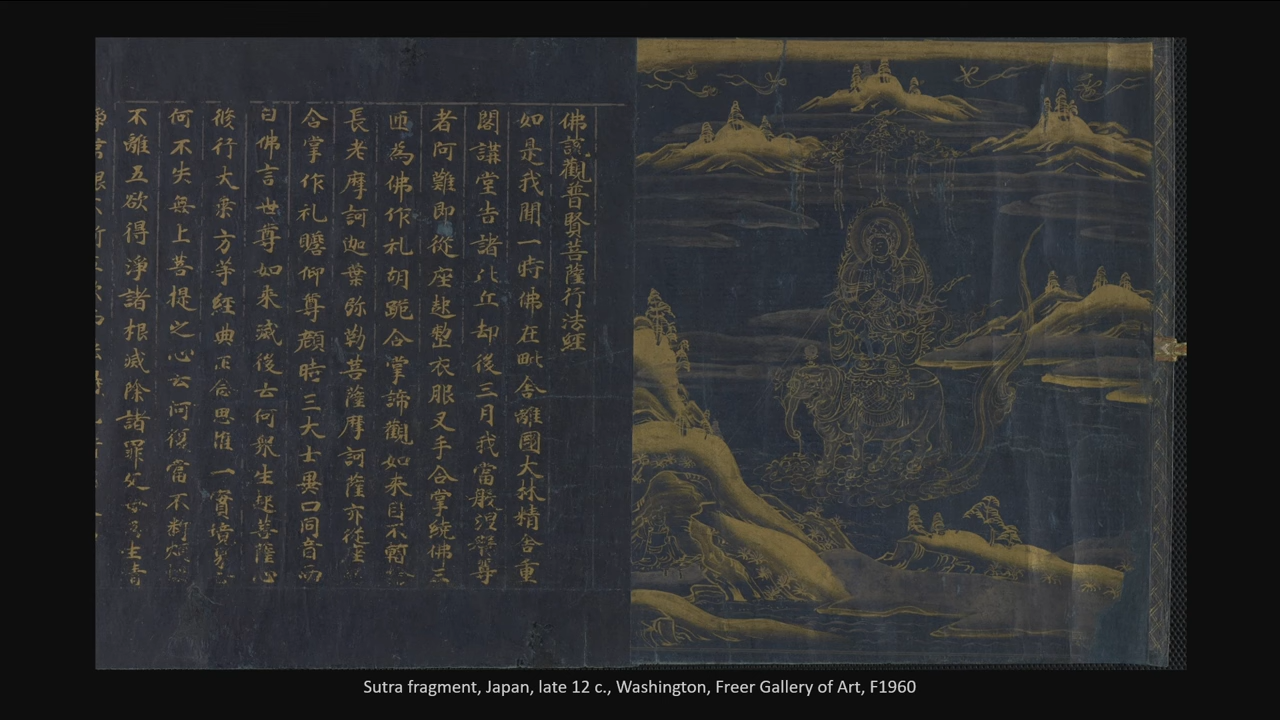 佛說觀普賢菩薩行法經
如是我聞一時佛在毗舍離國大林精舍重
閣講堂告諸比丘却後三月我當般涅槃尊
者阿難即從座起整衣服叉手合掌繞佛三
匝為佛作礼胡跪合掌諦觀如來目不暫
長老摩訶迦葉弥勒菩薩摩訶薩亦從座
合掌作礼瞻仰尊顔時三大士異口同音而
白佛言世尊如來滅後云何衆生起菩薩心
修行大乘方等經典正念思惟一實境界
何不失無上菩提之心云何復當不斷煩
不離五欲得淨諸根滅除諸罪父母所生
Sutra fragment, Japan, late 12 c., Washington, Freer Gallery of Art, F1960